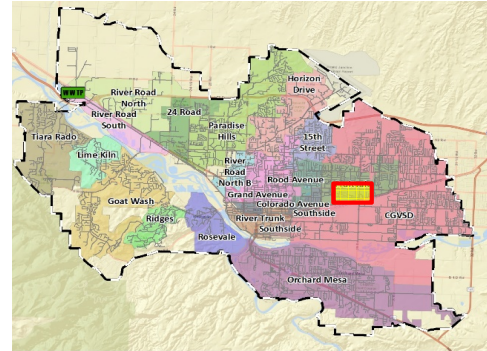 Horizon
Drive
WWTP
River Road
North
24 Road
River Road
South
Paradise
Hills
15th
Street
Tiara Rado
Lime Kiln
River
Road
North B
Rood Avenue
Grand Avenue
Colorado Avenue
Goat Wash
Southside
Ridges
River Trunk
CGVSD
Southside
Rosevale
Orchard Mesa